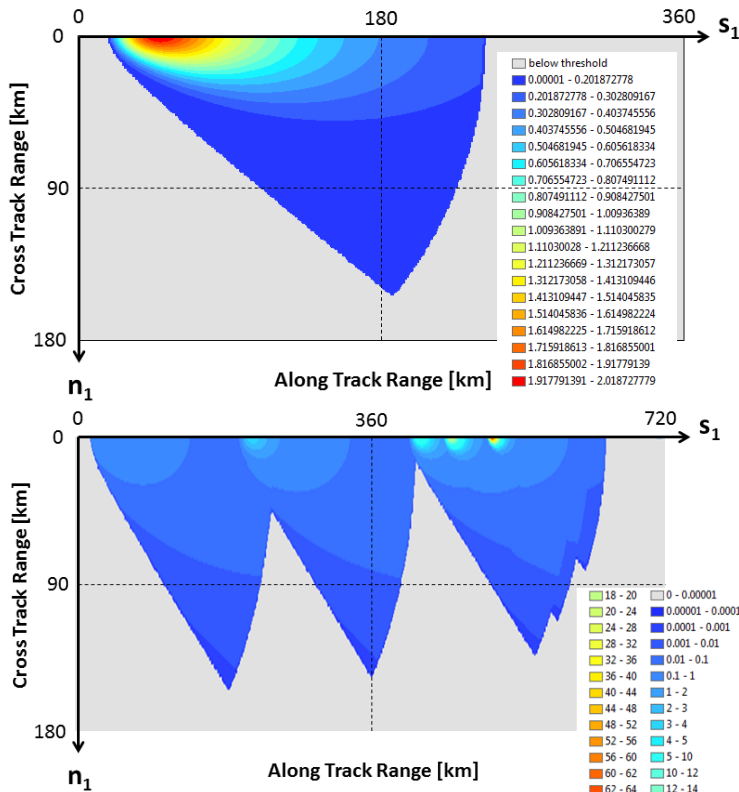 0 180 360
S1
0
Cross Track Range [km]
90
180
n1
Along Track Range [km]
below threshold
0.00001 - 0.201872778
0.201872778 - 0.302809167
0.302809167 - 0.403745556
0.403745556 - 0.504681945
0.504681945 - 0.605618334
0.605618334 - 0.706554723
0.706554723 - 0.807491112
0.807491112 - 0.908427501
0.908427501 - 1.00936389
1.009363891 - 1.110300279
1.11030028 - 1.211236668
1.211236669 - 1.312173057
1.312173058 - 1.413109446
1.413109447 - 1.514045835
1.514045836 - 1.614982224
1.614982225 - 1.715918612
1.715918613 - 1.816855001
1.816855002 - 1.91779139
1.917791391 - 2.018727779
0 360 720
S1
0
Cross Track Range [km]
90
180
n1
Along Track Range [km]
18 - 20 0 - 0.00001
20 - 24 0.00001 - 0.0001
24 - 28 0.0001 - 0.001
28 - 32 0.001 - 0.01
32 - 36 0.01 - 0.1
36 - 40 0.1 - 1
40 - 44 1 - 2
44 - 48 2 - 3
48 - 52 3 - 4
52 - 56 4 - 5
56 - 60 5 - 10
60 - 62 10 - 12
62 - 64 12 - 14